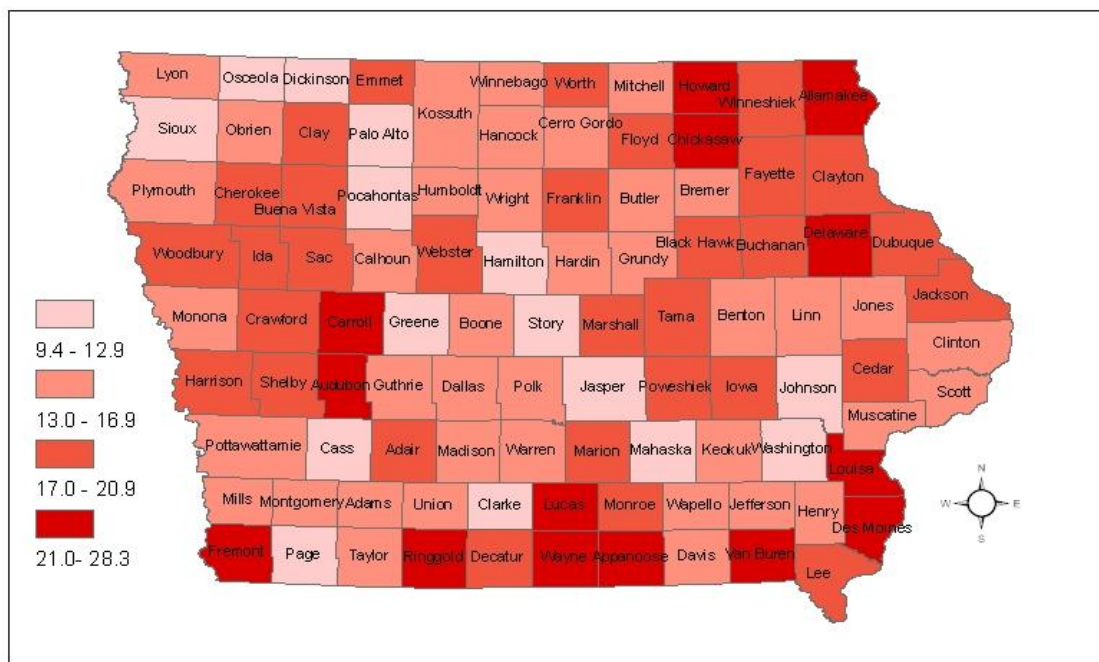 Lyon
Osceola
Dickinson
Emmet
Kossuth
Winnebago
Worth
Mitchell
Howard
Winneshiek
Allamakee
Sioux
Obrien
Clay
Palo Alto
Hancock
Cerro Gordo
Floyd
Chickasaw
Plymouth
Cherokee
Buena Vista
Pocahontas
Humboldt
Wright
Franklin
Butler
Bremer
Fayette
Clayton
Woodbury
Ida
Sac
Calhoun
Webster
Hamilton
Hardin
Grundy
Black Hawk
Buchanan
Delaware
Dubuque
Monona
Crawford
Carroll
Greene
Boone
Story
Marshall
Tama
Benton
Linn
Jones
Jackson
Clinton
Harrison
Shelby
Audubon
Guthrie
Dallas
Polk
Jasper
Poweshiek
Iowa
Johnson
Cedar
Scott
Muscatine
Pottawattamie
Cass
Adair
Madison
Warren
Marion
Mahaska
Keokuk
Washington
Louisa
Mills
Montgomery
Adams
Union
Clarke
Lucas
Monroe
Wapello
Jefferson
Henry
Des Moines
Fremont
Page
Taylor
Ringgold
Decatur
Wayne
Appanoose
Davis
Van Buren
Lee
9.4 - 12.9
13.0 - 16.9
17.0 - 20.9
21.0- 28.3
N
W E
S